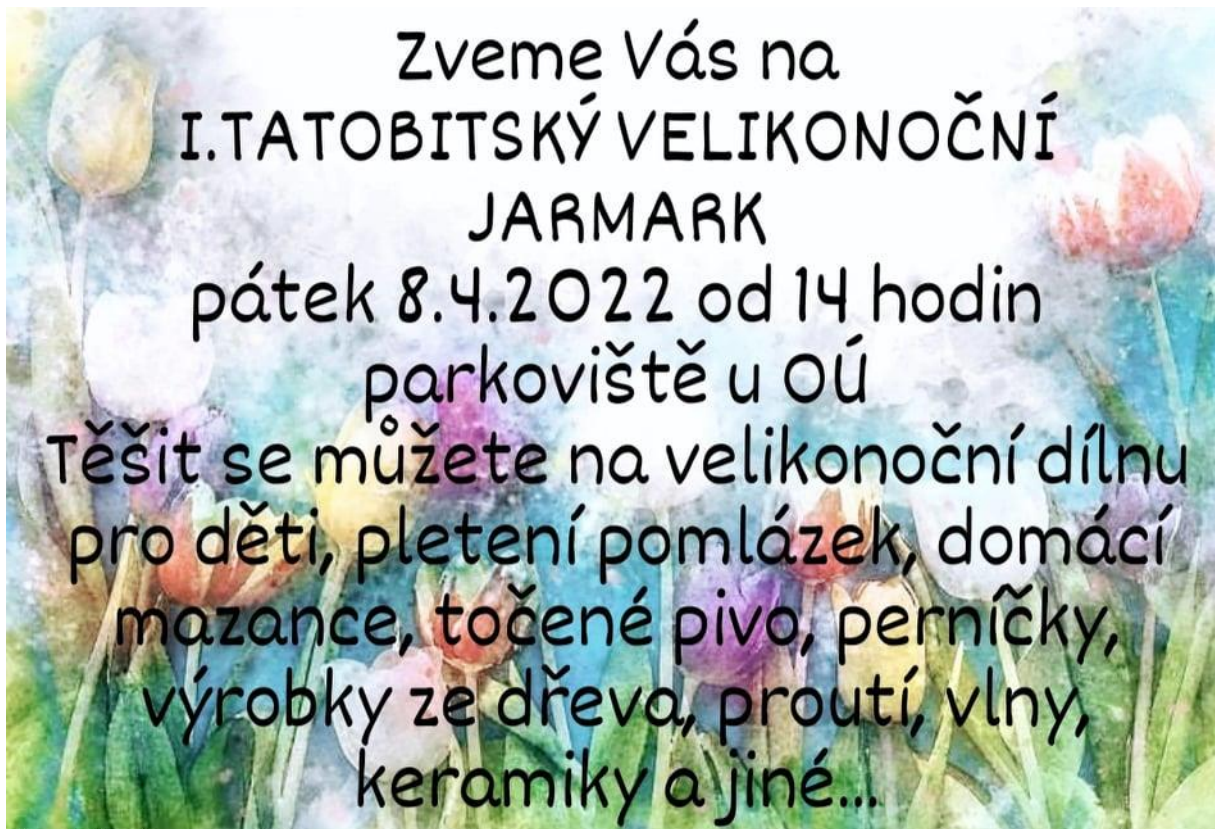 Zveme Vás na
I.TATOBITSKÝ VELIKONOČNÍ
JARMARK
pátek 8.4.2022 od 14 hodin
parkoviště u OÚ
Těšit se můžete na velikonoční dílnu
pro děti, pletení pomlázek, domácí
mazance, točené pivo, perníčky,
výrobky ze dřeva, proutí, vlny,
keramiky a jiné...